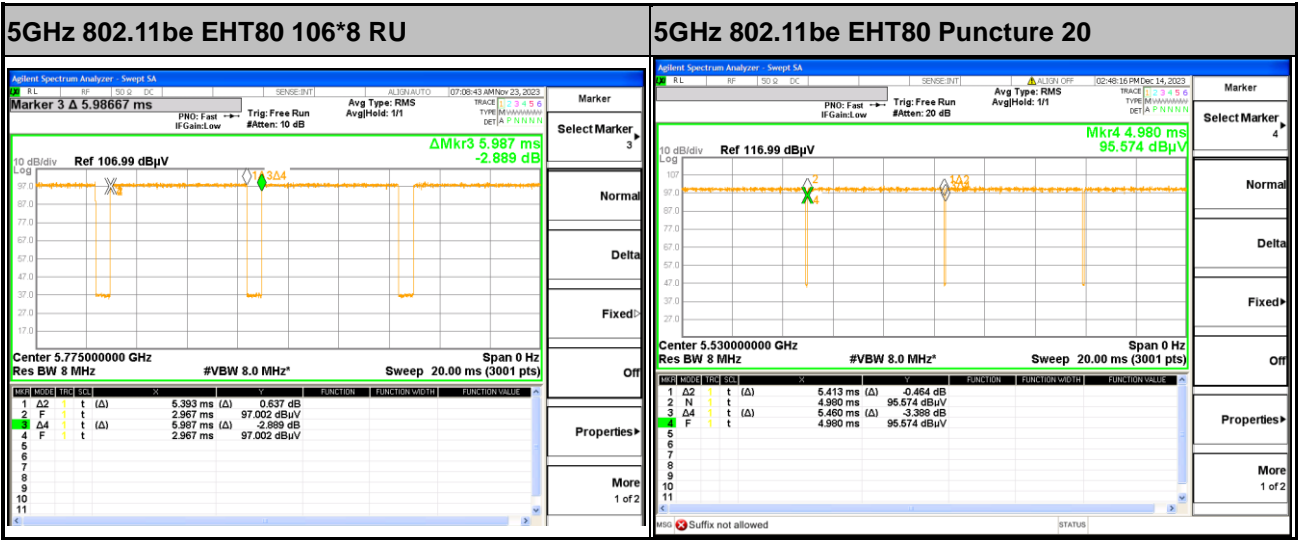 5GHz 802.11be EHT80 106*8 RU
Agilent Spectrum Analyzer - Swept SA
RL RF 50 Ω DC SENSE:INT ALIGN AUTO 07:08:43 AM Nov 23, 2023
Marker 3 Δ 5.98667 ms
PNO: Fast Trig: Free Run Avg Type: RMS TRACE 1 2 3 4 5 6
IFGain:Low #Atten: 10 dB Avg|Hold: 1/1 TYPE M
DET A P N N N N
ΔMkr3 5.987 ms
-2.889 dB
10 dB/div Ref 106.99 dBµV
Log
97.0
87.0
77.0
67.0
57.0
47.0
37.0
27.0
17.0
1Δ 3Δ4
Center 5.775000000 GHz Span 0 Hz
Res BW 8 MHz #VBW 8.0 MHz* Sweep 20.00 ms (3001 pts)
MKR MODE TRC SCL X Y FUNCTION FUNCTION WIDTH FUNCTION VALUE
1 Δ2 1 t (Δ) 5.393 ms (Δ) 0.637 dB
2 F 1 t 2.967 ms 97.002 dBµV
3 Δ4 1 t (Δ) 5.987 ms (Δ) -2.889 dB
4 F 1 t 2.967 ms 97.002 dBµV
5
6
7
8
9
10
11
Marker
Select Marker
3
Normal
Delta
Fixed
Off
Properties
More
1 of 2
5GHz 802.11be EHT80 Puncture 20
Agilent Spectrum Analyzer - Swept SA
RL RF 50 Ω DC SENSE:INT ALIGN OFF 02:48:16 PM Dec 14, 2023
PNO: Fast Trig: Free Run Avg Type: RMS TRACE 1 2 3 4 5 6
IFGain:Low #Atten: 20 dB Avg|Hold: 1/1 TYPE M
DET A P N N N N
Mkr4 4.980 ms
95.574 dBµV
10 dB/div Ref 116.99 dBµV
Log
107
97.0
87.0
77.0
67.0
57.0
47.0
37.0
27.0
2
4
1Δ2
3Δ4
Center 5.530000000 GHz Span 0 Hz
Res BW 8 MHz #VBW 8.0 MHz* Sweep 20.00 ms (3001 pts)
MKR MODE TRC SCL X Y FUNCTION FUNCTION WIDTH FUNCTION VALUE
1 Δ2 1 t (Δ) 5.413 ms (Δ) -0.464 dB
2 N 1 t 4.980 ms 95.574 dBµV
3 Δ4 1 t (Δ) 5.460 ms (Δ) -3.388 dB
4 F 1 t 4.980 ms 95.574 dBµV
5
6
7
8
9
10
11
MSG Suffix not allowed STATUS
Marker
Select Marker
4
Normal
Delta
Fixed
Off
Properties
More
1 of 2